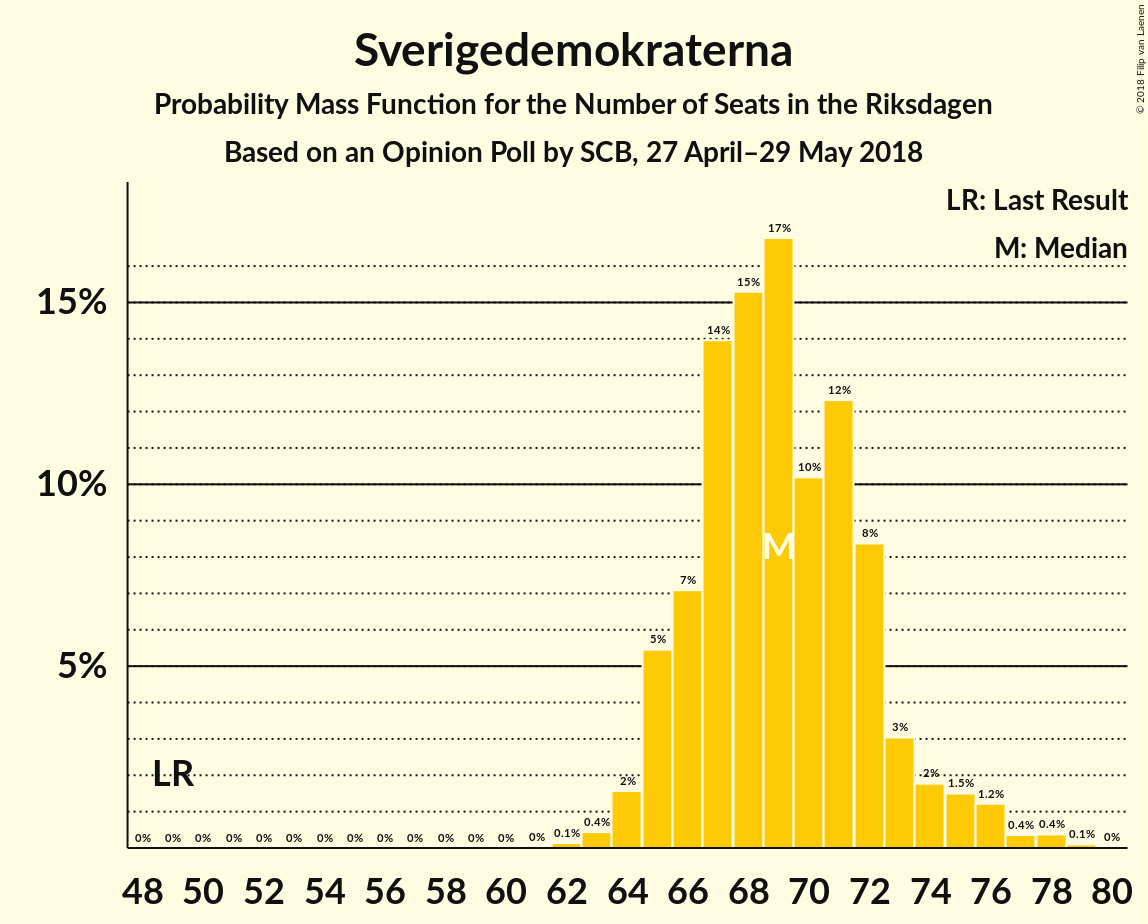 Sverigedemokraterna
Probability Mass Function for the Number of Seats in the Riksdagen
Based on an Opinion Poll by SCB, 27 April–29 May 2018
© 2018 Filip van Laenen
LR: Last Result
M: Median
15%
10%
5%
LR
M
0% 0% 0% 0% 0% 0% 0% 0% 0% 0% 0% 0% 0% 0% 0.1% 0.4% 2% 5% 7% 14% 15% 17% 10% 12% 8% 3% 2% 1.5% 1.2% 0.4% 0.4% 0.1% 0%
48 50 52 54 56 58 60 62 64 66 68 70 72 74 76 78 80